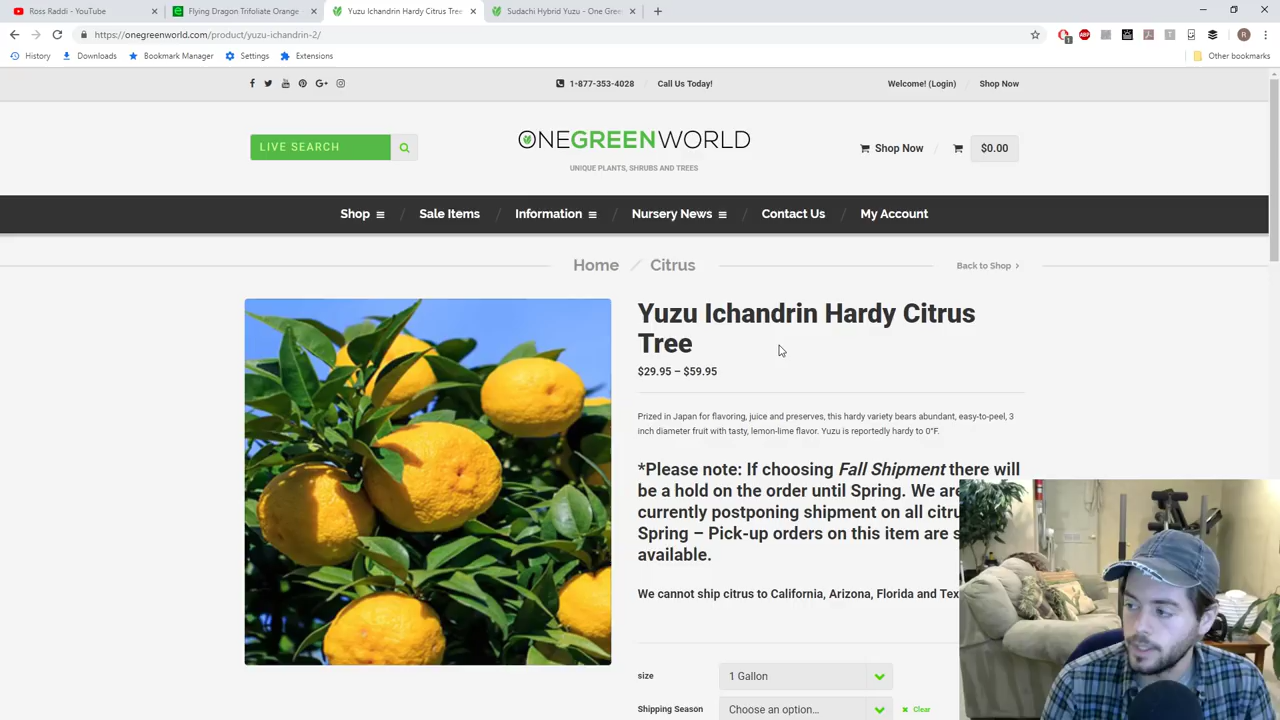 Ross Raddi - YouTube
Flying Dragon Trifoliate Orange
Yuzu Ichandrin Hardy Citrus Tree
Sudachi Hybrid Yuzu - One Green
https://onegreenworld.com/product/yuzu-ichandrin-2/
History
Downloads
Bookmark Manager
Settings
Extensions
Other bookmarks
1-877-353-4028 / Call Us Today!
Welcome! (Login) / Shop Now
LIVE SEARCH
ONEGREENWORLD
UNIQUE PLANTS, SHRUBS AND TREES
Shop Now / $0.00
Shop / Sale Items / Information / Nursery News / Contact Us / My Account
Home / Citrus
Back to Shop >
Yuzu Ichandrin Hardy Citrus
Tree
$29.95 – $59.95
Prized in Japan for flavoring, juice and preserves, this hardy variety bears abundant, easy-to-peel, 3
inch diameter fruit with tasty, lemon-lime flavor. Yuzu is reportedly hardy to 0°F.
*Please note: If choosing Fall Shipment there will
be a hold on the order until Spring. We are
currently postponing shipment on all citru
Spring – Pick-up orders on this item are s
available.
We cannot ship citrus to California, Arizona, Florida and Tex
size
1 Gallon
Shipping Season
Choose an option...
Clear